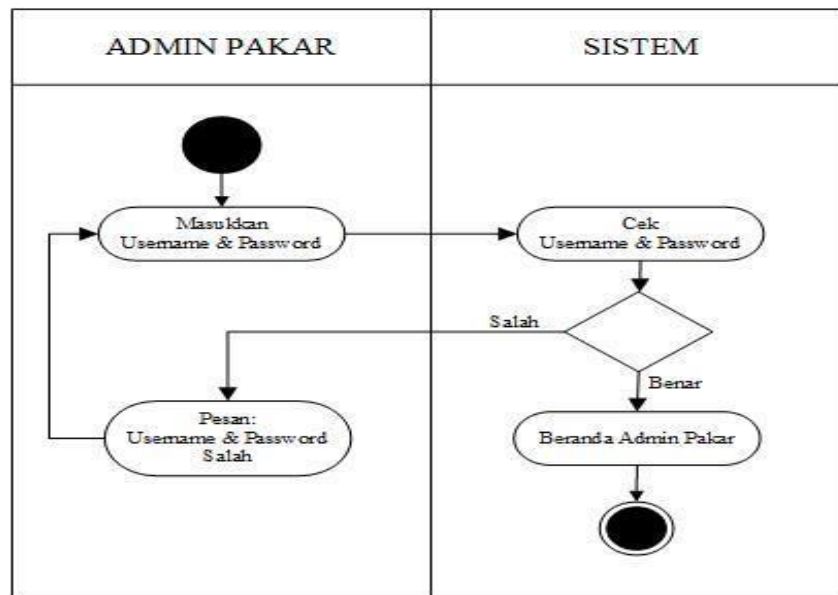 ADMIN PAKAR
SISTEM
Masukkan
Username & Password
Cek
Username & Password
Salah
Benar
Pesan:
Username & Password
Salah
Beranda Admin Pakar